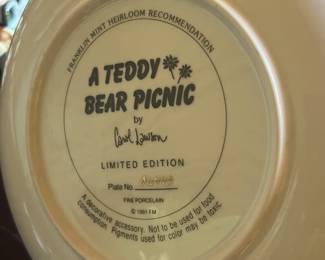 FRANKLIN MINT HEIRLOOM RECOMMENDATION
A TEDDY
BEAR PICNIC
by
Carol Lawson
LIMITED EDITION
Plate No.
FINE PORCELAIN
© 1991 FM
A decorative accessory. Not to be used for food
consumption. Pigments used for color may be toxic